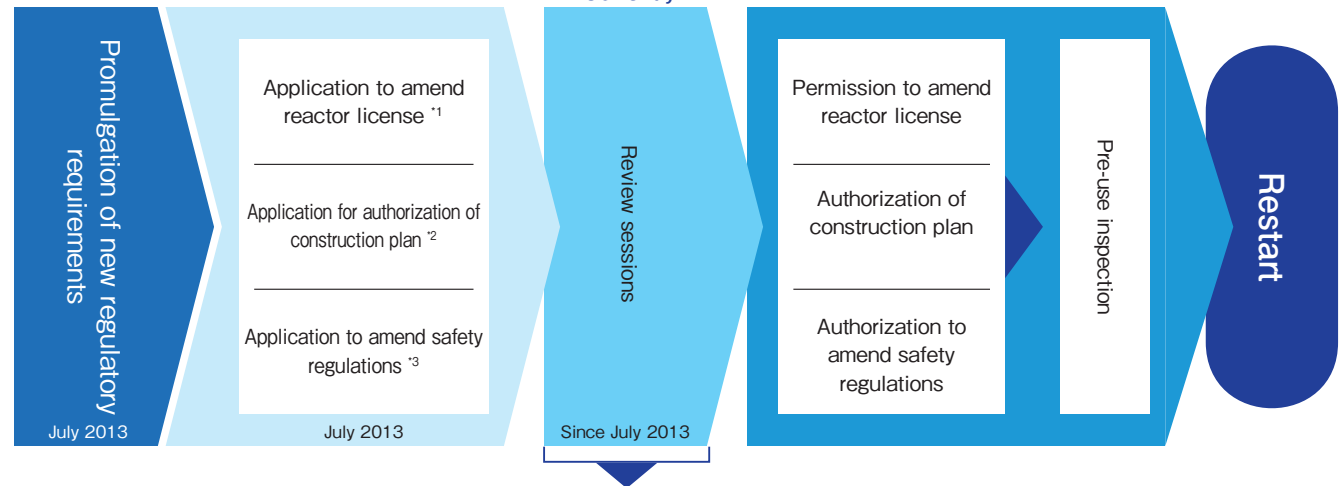 Promulgation of new regulatory
requirements
July 2013
Application to amend
reactor license *1
Application for authorization of
construction plan *2
Application to amend safety
regulations *3
July 2013
Review sessions
Since July 2013
Permission to amend
reactor license
Authorization of
construction plan
Authorization to
amend safety
regulations
Pre-use inspection
Restart